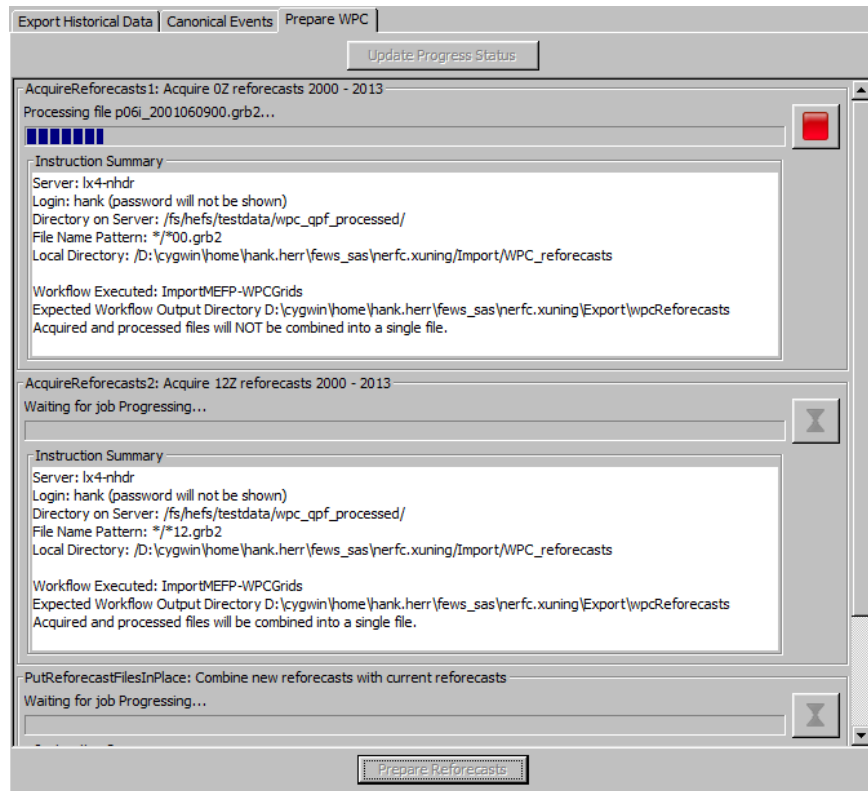 Export Historical Data Canonical Events Prepare WPC
Update Progress Status
AcquireReforecasts1: Acquire 0Z reforecasts 2000 - 2013
Processing file p06i_2001060900.grb2...
Instruction Summary
Server: lx4-nhdr
Login: hank (password will not be shown)
Directory on Server: /fs/hefs/testdata/wpc_qpf_processed/
File Name Pattern: */*00.grb2
Local Directory: /D:\cygwin\home\hank.herr\fews_sas\nerfc.xuning/Import/WPC_reforecasts
Workflow Executed: ImportMEFP-WPCGrids
Expected Workflow Output Directory D:\cygwin\home\hank.herr\fews_sas\nerfc.xuning\Export\wpcReforecasts
Acquired and processed files will NOT be combined into a single file.
AcquireReforecasts2: Acquire 12Z reforecasts 2000 - 2013
Waiting for job Progressing...
Instruction Summary
Server: lx4-nhdr
Login: hank (password will not be shown)
Directory on Server: /fs/hefs/testdata/wpc_qpf_processed/
File Name Pattern: */*12.grb2
Local Directory: /D:\cygwin\home\hank.herr\fews_sas\nerfc.xuning/Import/WPC_reforecasts
Workflow Executed: ImportMEFP-WPCGrids
Expected Workflow Output Directory D:\cygwin\home\hank.herr\fews_sas\nerfc.xuning\Export\wpcReforecasts
Acquired and processed files will be combined into a single file.
PutReforecastFilesInPlace: Combine new reforecasts with current reforecasts
Waiting for job Progressing...
Prepare Reforecasts